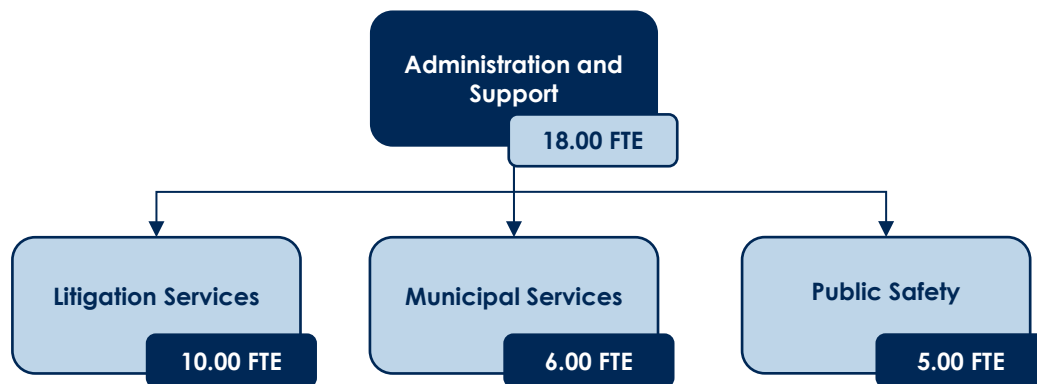 Administration and
Support
18.00 FTE
Litigation Services
10.00 FTE
Municipal Services
6.00 FTE
Public Safety
5.00 FTE